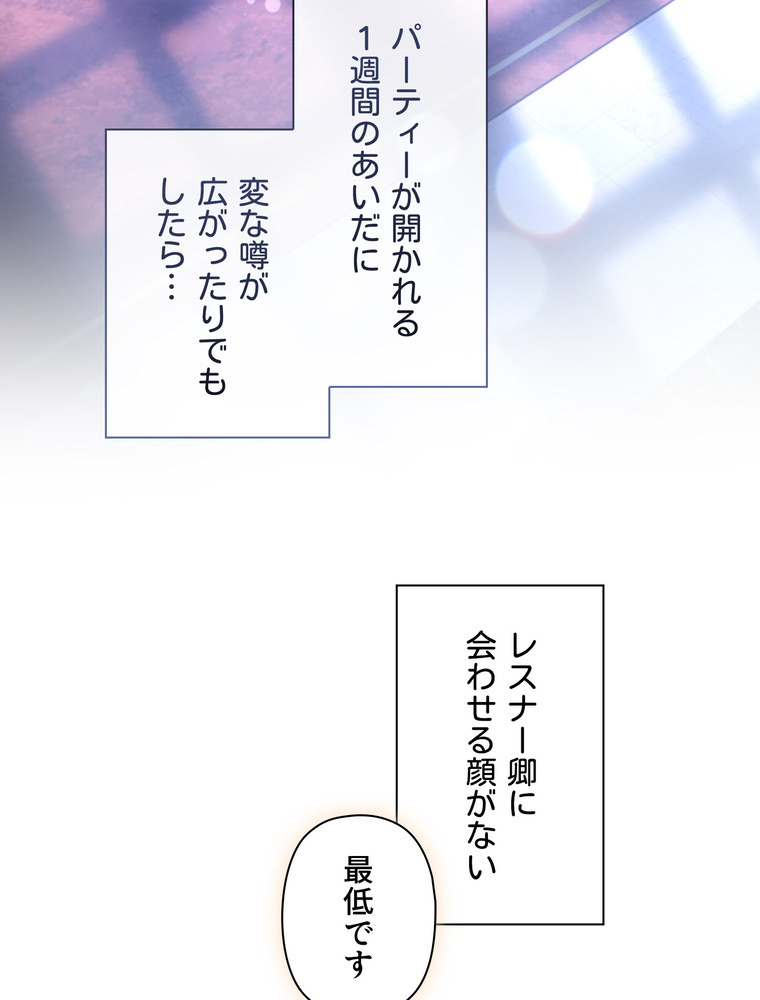 パーティーが開かれる
1週間のあいだに
変な噂が
広がったりでも
したら…
レスナー卿に
会わせる顔がない
最低です